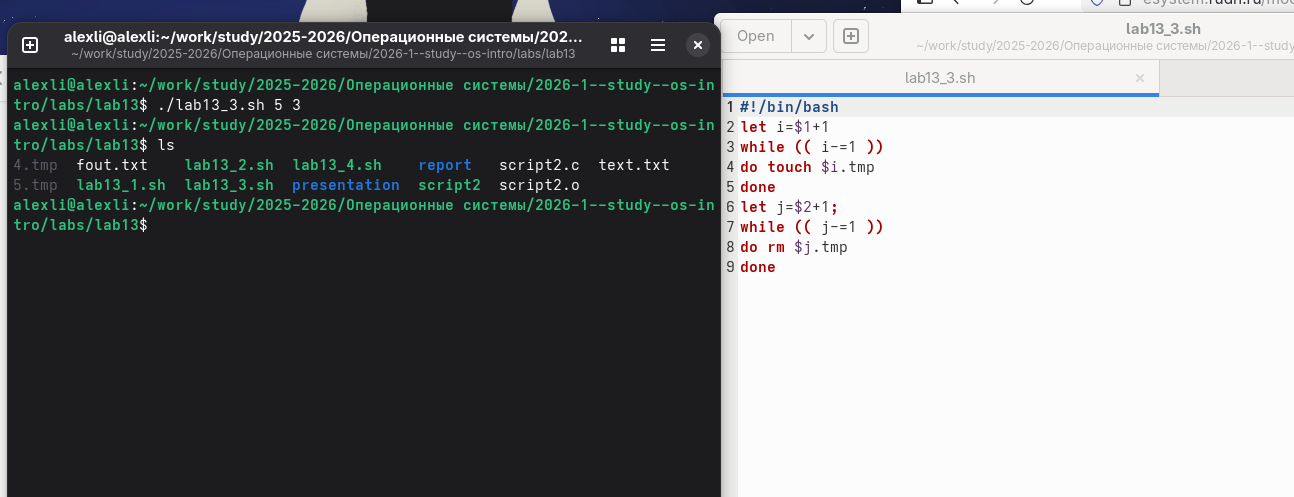 alexli@alexli:~/work/study/2025-2026/Операционные системы/202...
~/work/study/2025-2026/Операционные системы/2026-1--study--os-intro/labs/lab13
alexli@alexli:~/work/study/2025-2026/Операционные системы/2026-1--study--os-in
tro/labs/lab13$ ./lab13_3.sh 5 3
alexli@alexli:~/work/study/2025-2026/Операционные системы/2026-1--study--os-in
tro/labs/lab13$ ls
4.tmp fout.txt lab13_2.sh lab13_4.sh report script2.c text.txt
5.tmp lab13_1.sh lab13_3.sh presentation script2 script2.o
alexli@alexli:~/work/study/2025-2026/Операционные системы/2026-1--study--os-in
tro/labs/lab13$
Open
lab13_3.sh
~/work/study/2025-2026/Операционные системы/2026-1--study
lab13_3.sh
1 #!/bin/bash
2 let i=$1+1
3 while (( i-=1 ))
4 do touch $i.tmp
5 done
6 let j=$2+1;
7 while (( j-=1 ))
8 do rm $j.tmp
9 done